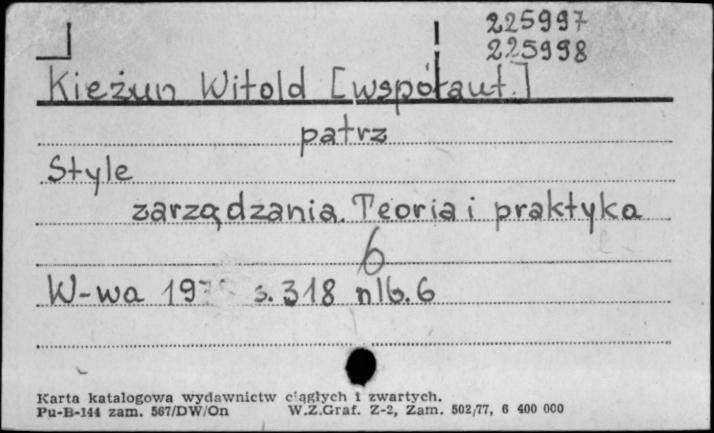 225997
225998
Kieżun Witold [współaut.]
patrz
Style
zarządzania. Teoria i praktyka
6
W-wa s. 318 nlb. 6
Karta katalogowa wydawnictw ciągłych i zwartych.
Pu-B-144 zam. 567/DW/On W.Z.Graf. Z-2, Zam. 502/77, 6 400 000